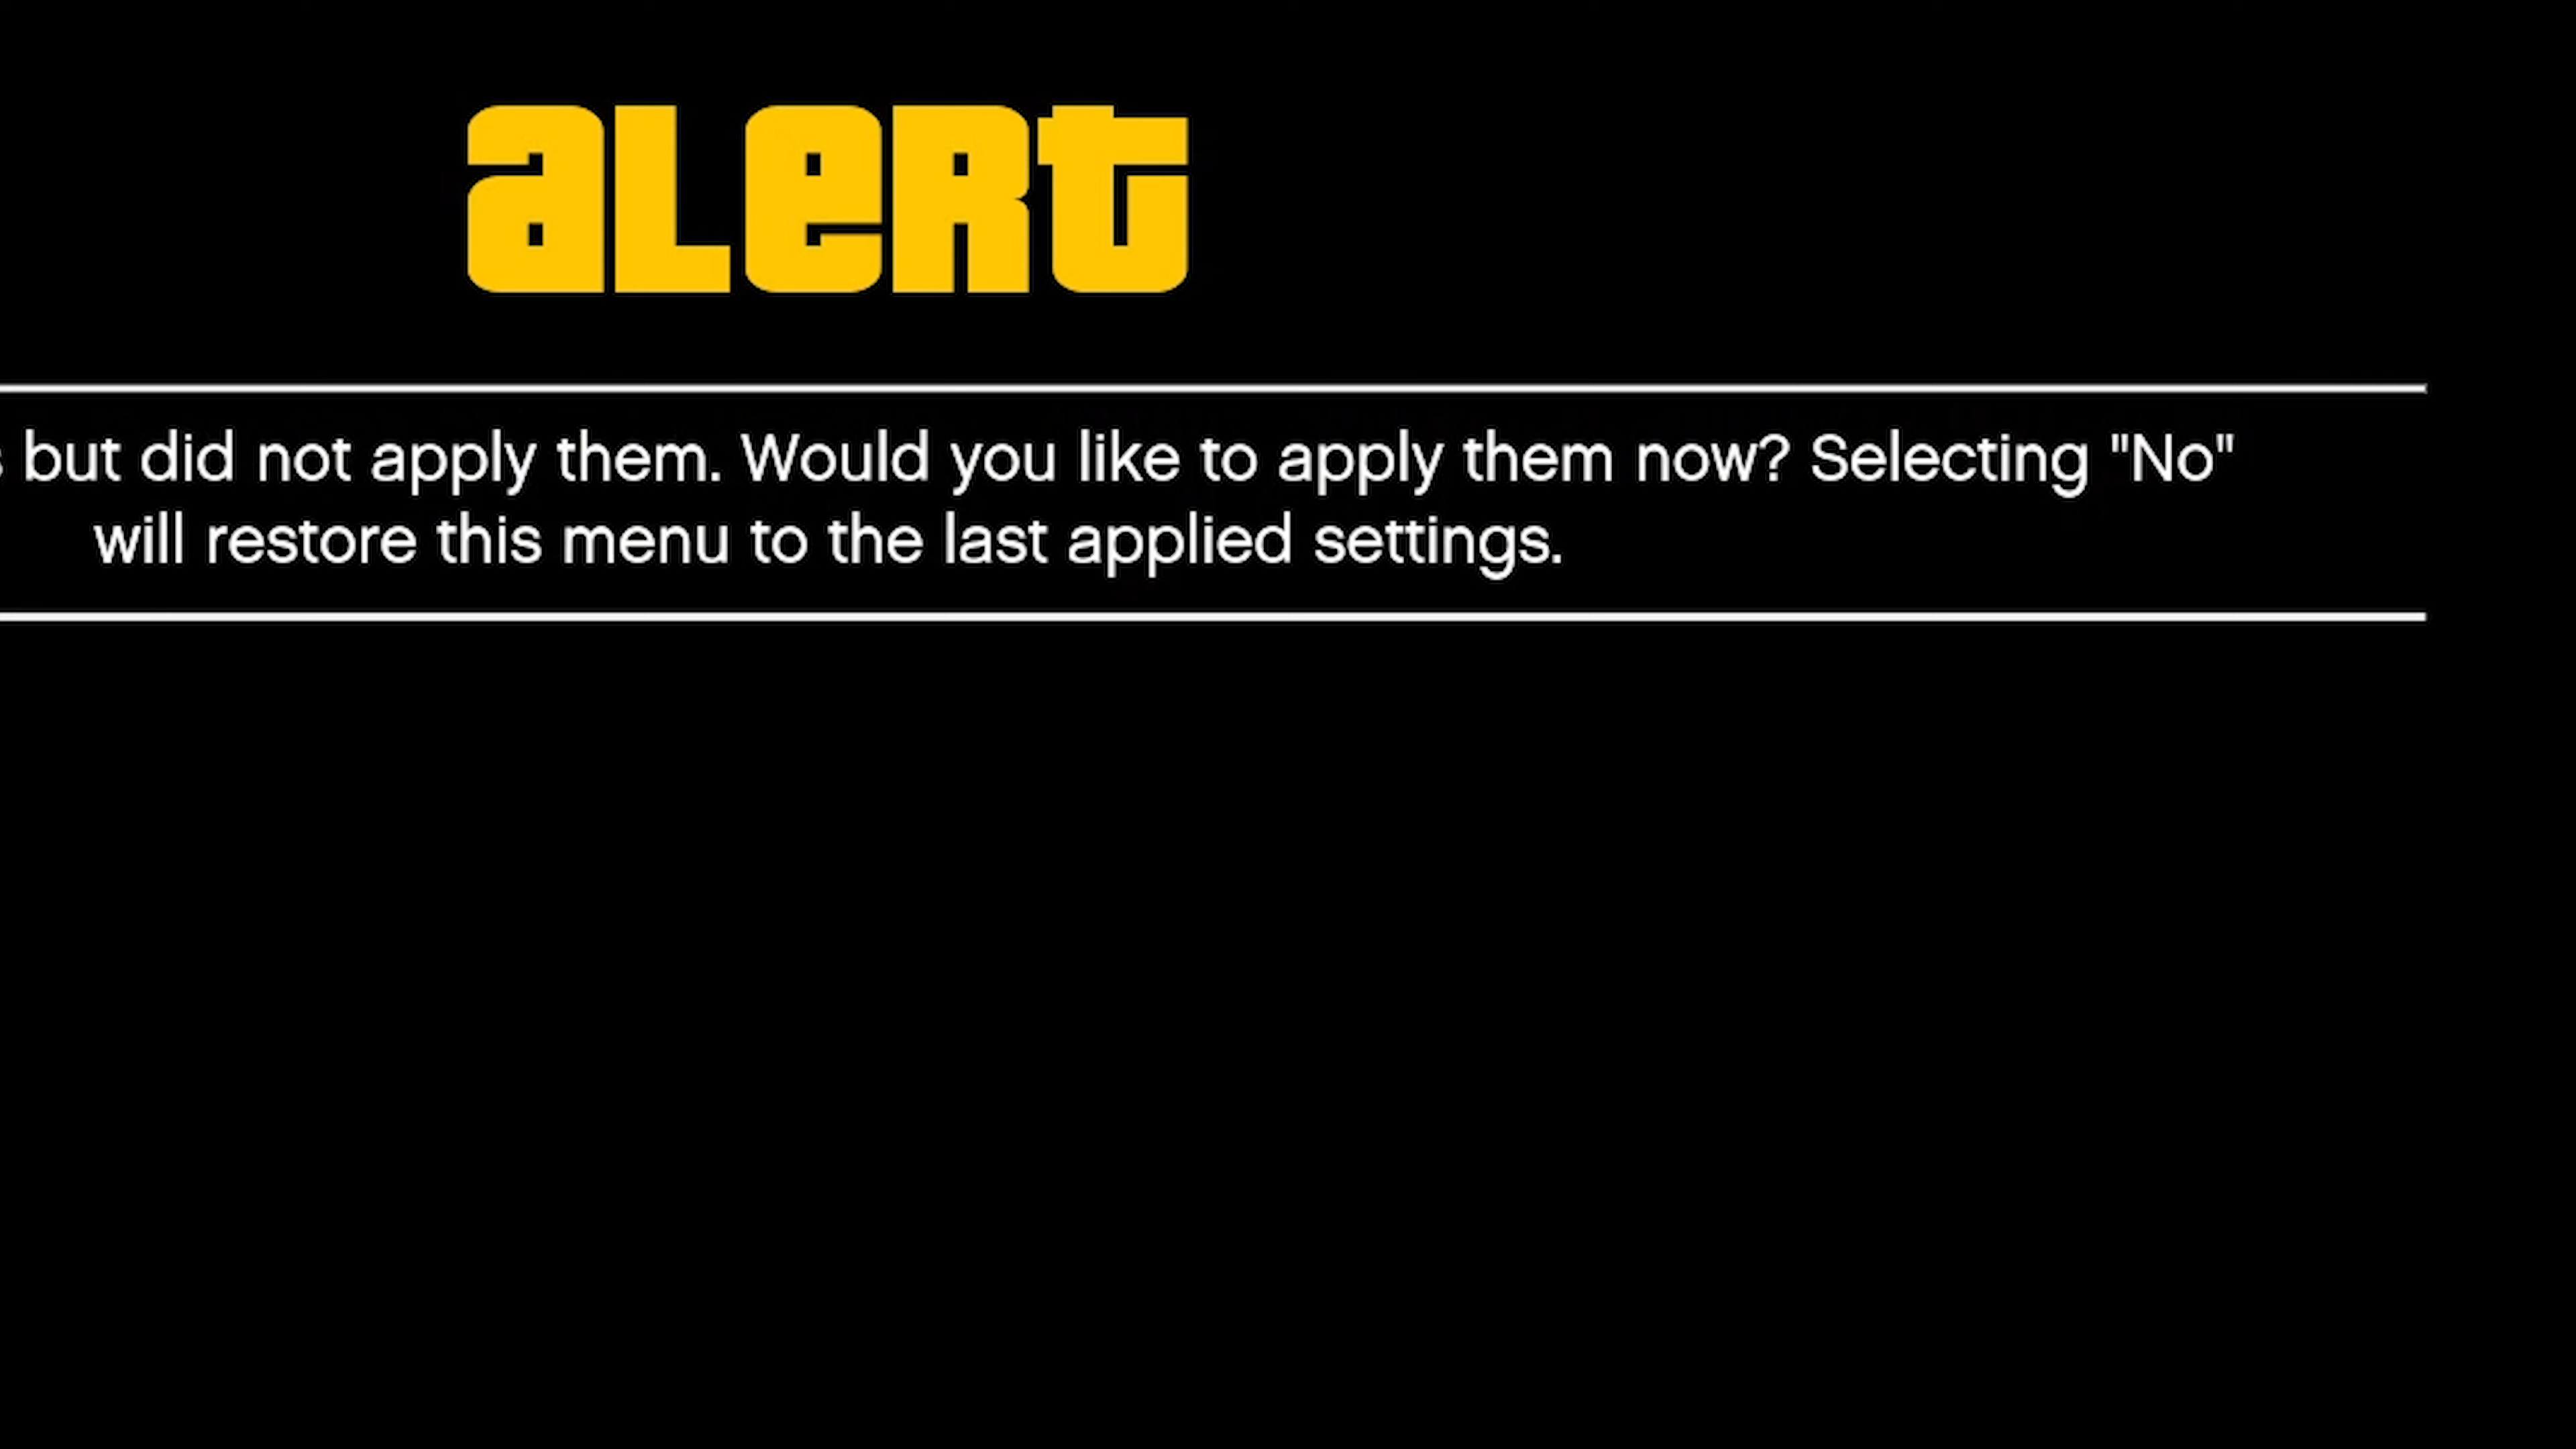 aLeRt
but did not apply them. Would you like to apply them now? Selecting "No"
will restore this menu to the last applied settings.